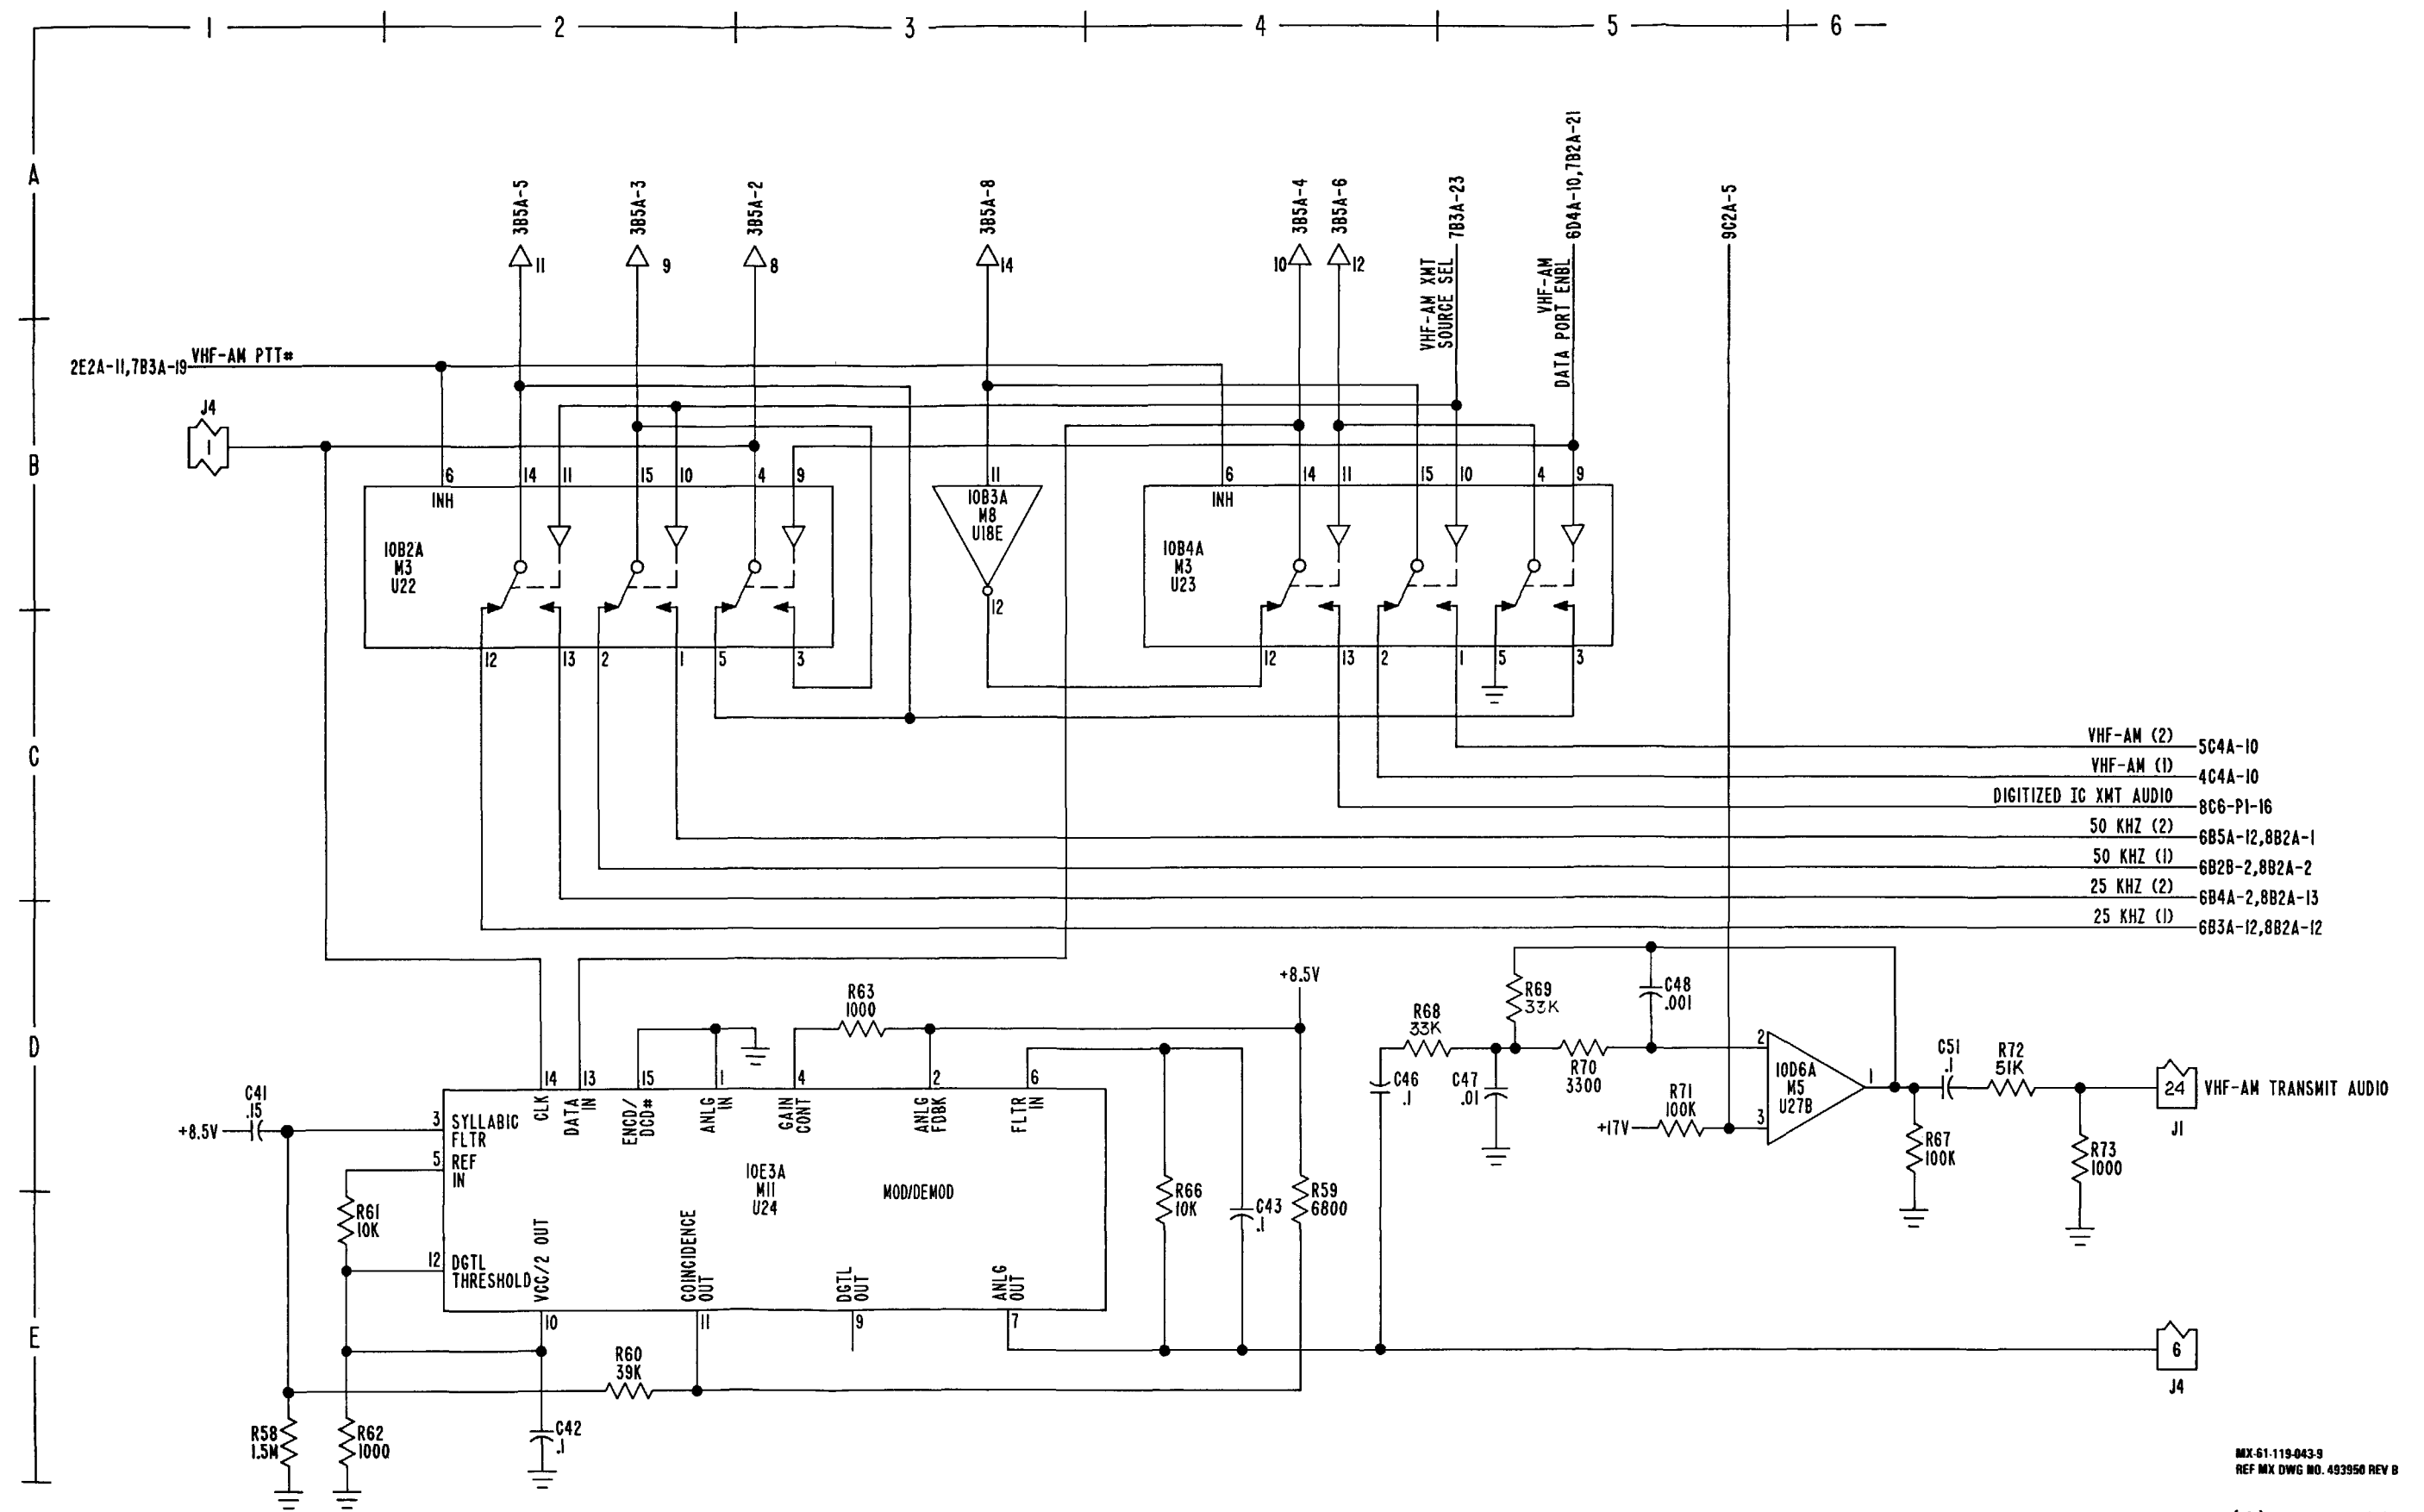 1 2 3 4 5 6
A
B
C
D
E
3B5A-5
3B5A-3
3B5A-2
3B5A-8
3B5A-4
3B5A-6
7B3A-23
6D4A-10,7B2A-21
9C2A-5
11
9
8
14
10
12
VHF-AM XMT
SOURCE SEL
VHF-AM
DATA PORT ENBL
2E2A-11,7B3A-19
VHF-AM PTT#
J4
1
6 14 11 15 10 4 9
INH
10B2A
M3
U22
12 13 2 1 5 3
11
10B3A
M8
U18E
12
6 14 11 15 10 4 9
INH
10B4A
M3
U23
12 13 2 1 5 3
VHF-AM (2) 5C4A-10
VHF-AM (1) 4C4A-10
DIGITIZED IC XMT AUDIO 8C6-P1-16
50 KHZ (2) 6B5A-12,8B2A-1
50 KHZ (1) 6B2B-2,8B2A-2
25 KHZ (2) 6B4A-2,8B2A-13
25 KHZ (1) 6B3A-12,8B2A-12
+8.5V
R63
1000
R68
33K
R69
33K
C48
.001
C46
.1
C47
.01
R70
3300
R71
100K
+17V
2
3
10D6A
M5
U27B
1
C51
.1
R72
51K
R67
100K
R73
1000
24
VHF-AM TRANSMIT AUDIO
J1
C41
.15
+8.5V
14 13 15 1 4 2 6
CLK
DATA
IN
ENCD/
DCD#
ANLG
IN
GAIN
CONT
ANLG
FDBK
FLTR
IN
3
SYLLABIC
FLTR
5
REF
IN
12
DGTL
THRESHOLD
10E3A
M11
U24
MOD/DEMOD
VCC/2 OUT
COINCIDENCE
OUT
DGTL
OUT
ANLG
OUT
10 11 9 7
R61
10K
R66
10K
C43
.1
R59
6800
R60
39K
R58
1.5M
R62
1000
C42
.1
6
J4
MX-61-119-043-9
REF MX DWG NO. 493950 REV B